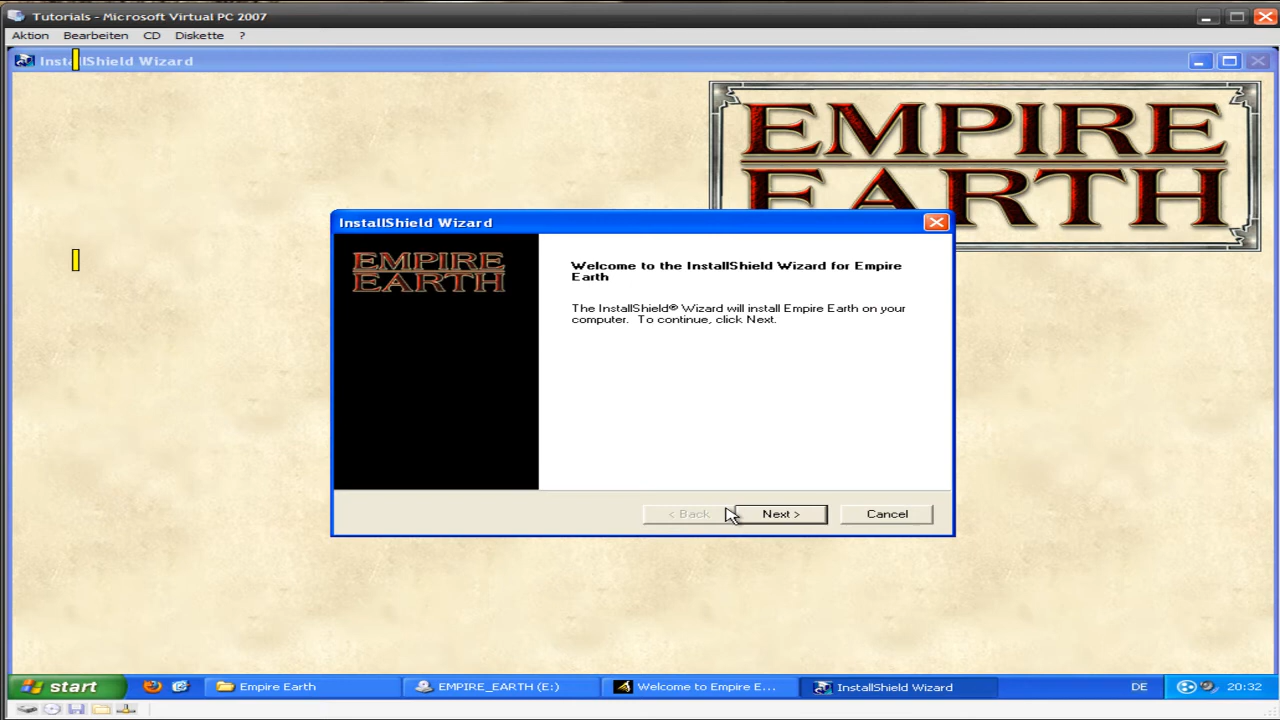 Tutorials - Microsoft Virtual PC 2007
Aktion Bearbeiten CD Diskette ?
InstallShield Wizard
EMPIRE
EARTH
InstallShield Wizard
EMPIRE
EARTH
Welcome to the InstallShield Wizard for Empire
Earth
The InstallShield® Wizard will install Empire Earth on your
computer. To continue, click Next.
< Back Next > Cancel
start Empire Earth EMPIRE_EARTH (E:) Welcome to Empire E... InstallShield Wizard DE 20:32